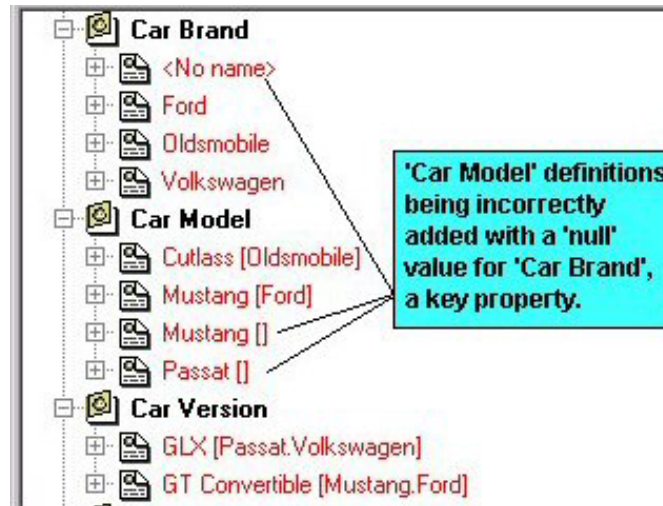 Car Brand
<No name>
Ford
Oldsmobile
Volkswagen
Car Model
Cutlass [Oldsmobile]
Mustang [Ford]
Mustang []
Passat []
Car Version
GLX [Passat.Volkswagen]
GT Convertible [Mustang.Ford]
'Car Model' definitions
being incorrectly
added with a 'null'
value for 'Car Brand',
a key property.